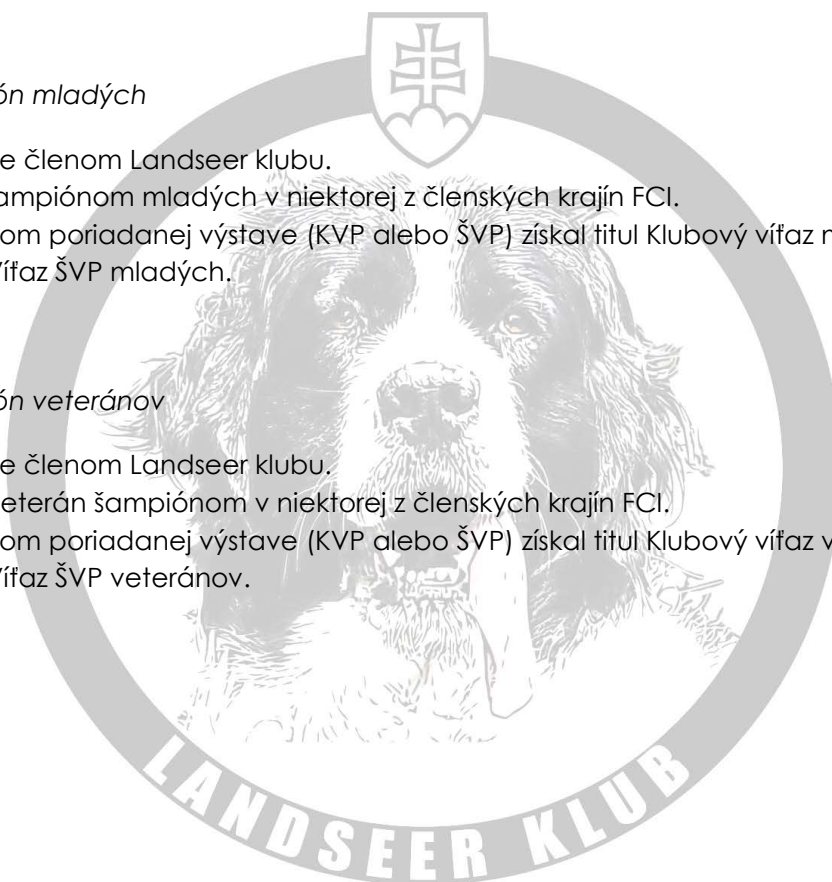 ón mladých
e členom Landseer klubu.
ampiónom mladých v niektorej z členských krajín FCI.
om poriadanej výstave (KVP alebo ŠVP) získal titul Klubový víťaz
íťaz ŠVP mladých.
ón veteránov
e členom Landseer klubu.
eterán šampiónom v niektorej z členských krajín FCI.
om poriadanej výstave (KVP alebo ŠVP) získal titul Klubový víťaz v
íťaz ŠVP veteránov.
LANDSEER KLUB